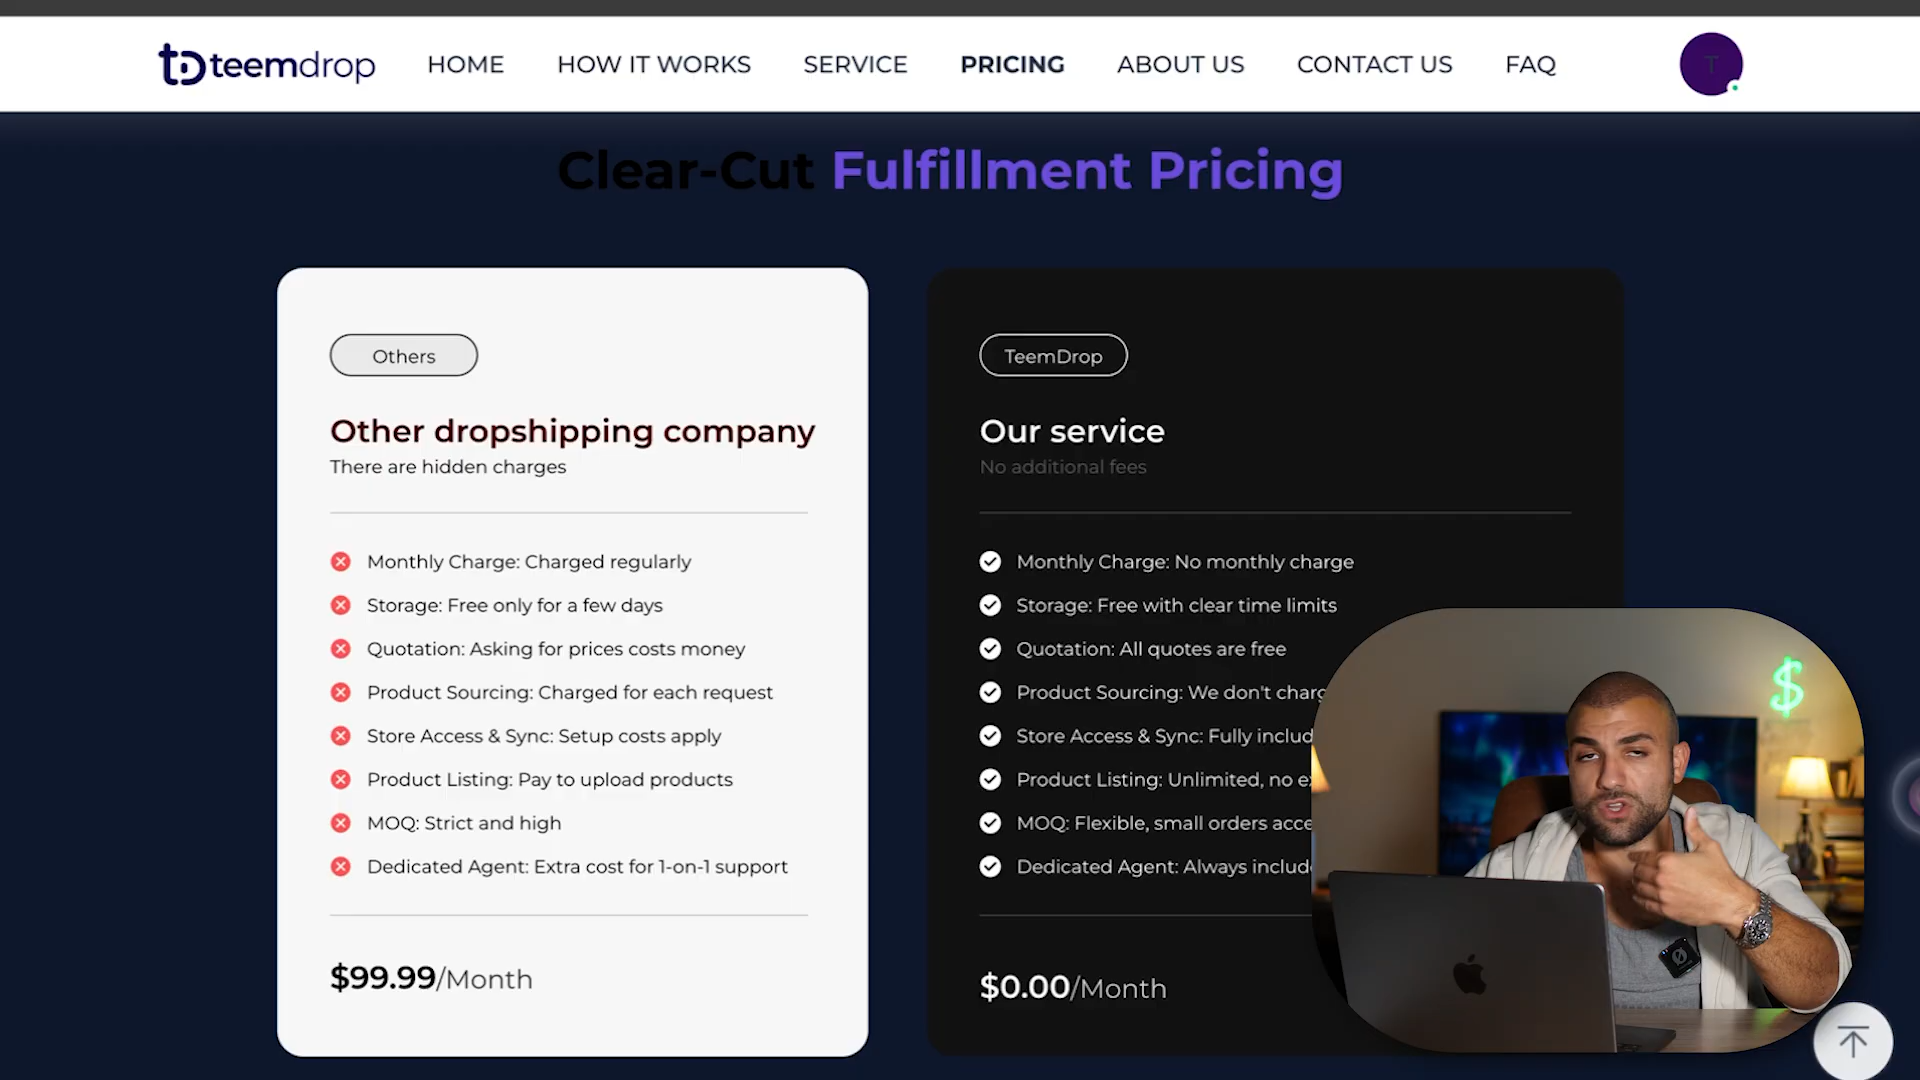 teemdrop
HOME
HOW IT WORKS
SERVICE
PRICING
ABOUT US
CONTACT US
FAQ
T
Clear-Cut Fulfillment Pricing
Others
Other dropshipping company
There are hidden charges
Monthly Charge: Charged regularly
Storage: Free only for a few days
Quotation: Asking for prices costs money
Product Sourcing: Charged for each request
Store Access & Sync: Setup costs apply
Product Listing: Pay to upload products
MOQ: Strict and high
Dedicated Agent: Extra cost for 1-on-1 support
$99.99/Month
TeemDrop
Our service
No additional fees
Monthly Charge: No monthly charge
Storage: Free with clear time limits
Quotation: All quotes are free
Product Sourcing: We don't
Store Access & Sync: Fully
Product Listing: Unlimited, no
MOQ: Flexible, small orders
Dedicated Agent: Always
$0.00/Month
$